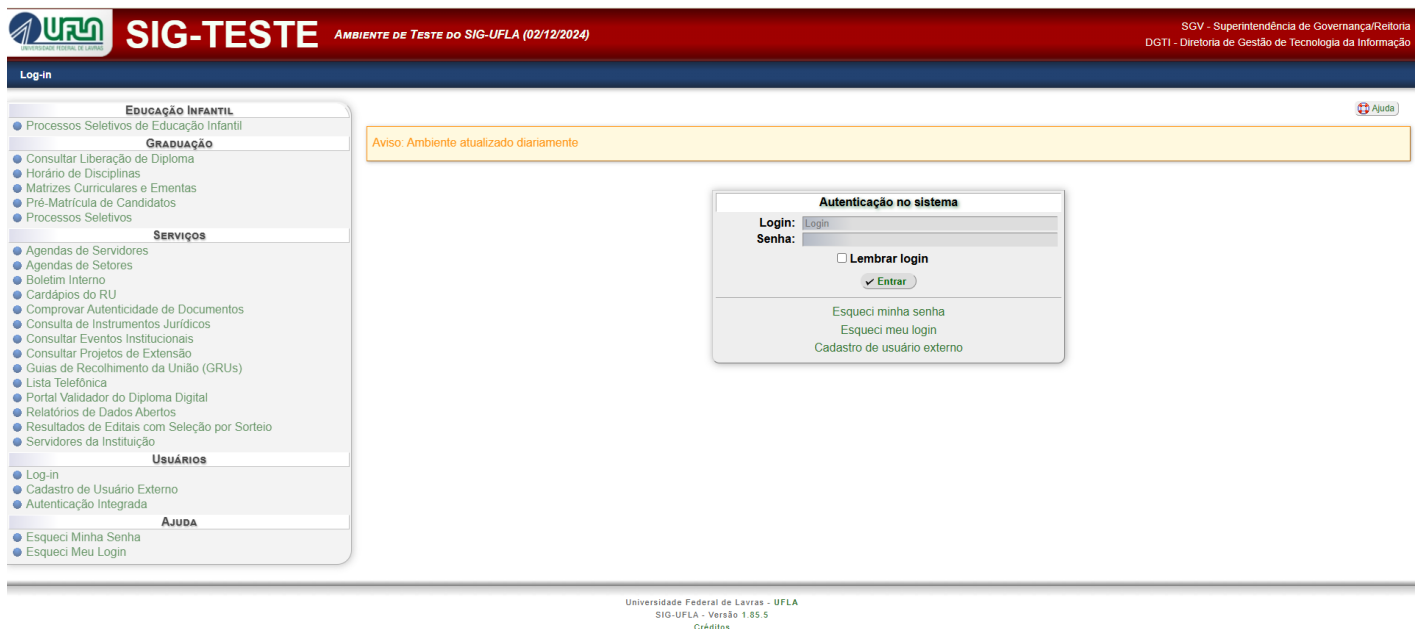 UFLA
UNIVERSIDADE FEDERAL DE LAVRAS
SIG-TESTE
Ambiente de Teste do SIG-UFLA (02/12/2024)
SGV - Superintendência de Governança/Reitoria
DGTI - Diretoria de Gestão de Tecnologia da Informação
Log-in
Educação Infantil
Processos Seletivos de Educação Infantil
Graduação
Consultar Liberação de Diploma
Horário de Disciplinas
Matrizes Curriculares e Ementas
Pré-Matrícula de Candidatos
Processos Seletivos
Serviços
Agendas de Servidores
Agendas de Setores
Boletim Interno
Cardápios do RU
Comprovar Autenticidade de Documentos
Consulta de Instrumentos Jurídicos
Consultar Eventos Institucionais
Consultar Projetos de Extensão
Guias de Recolhimento da União (GRUs)
Lista Telefônica
Portal Validador do Diploma Digital
Relatórios de Dados Abertos
Resultados de Editais com Seleção por Sorteio
Servidores da Instituição
Usuários
Log-in
Cadastro de Usuário Externo
Autenticação Integrada
Ajuda
Esqueci Minha Senha
Esqueci Meu Login
Ajuda
Aviso: Ambiente atualizado diariamente
Autenticação no sistema
Login: Login
Senha:
Lembrar login
Entrar
Esqueci minha senha
Esqueci meu login
Cadastro de usuário externo
Universidade Federal de Lavras - UFLA
SIG-UFLA - Versão 1.85.5
Créditos